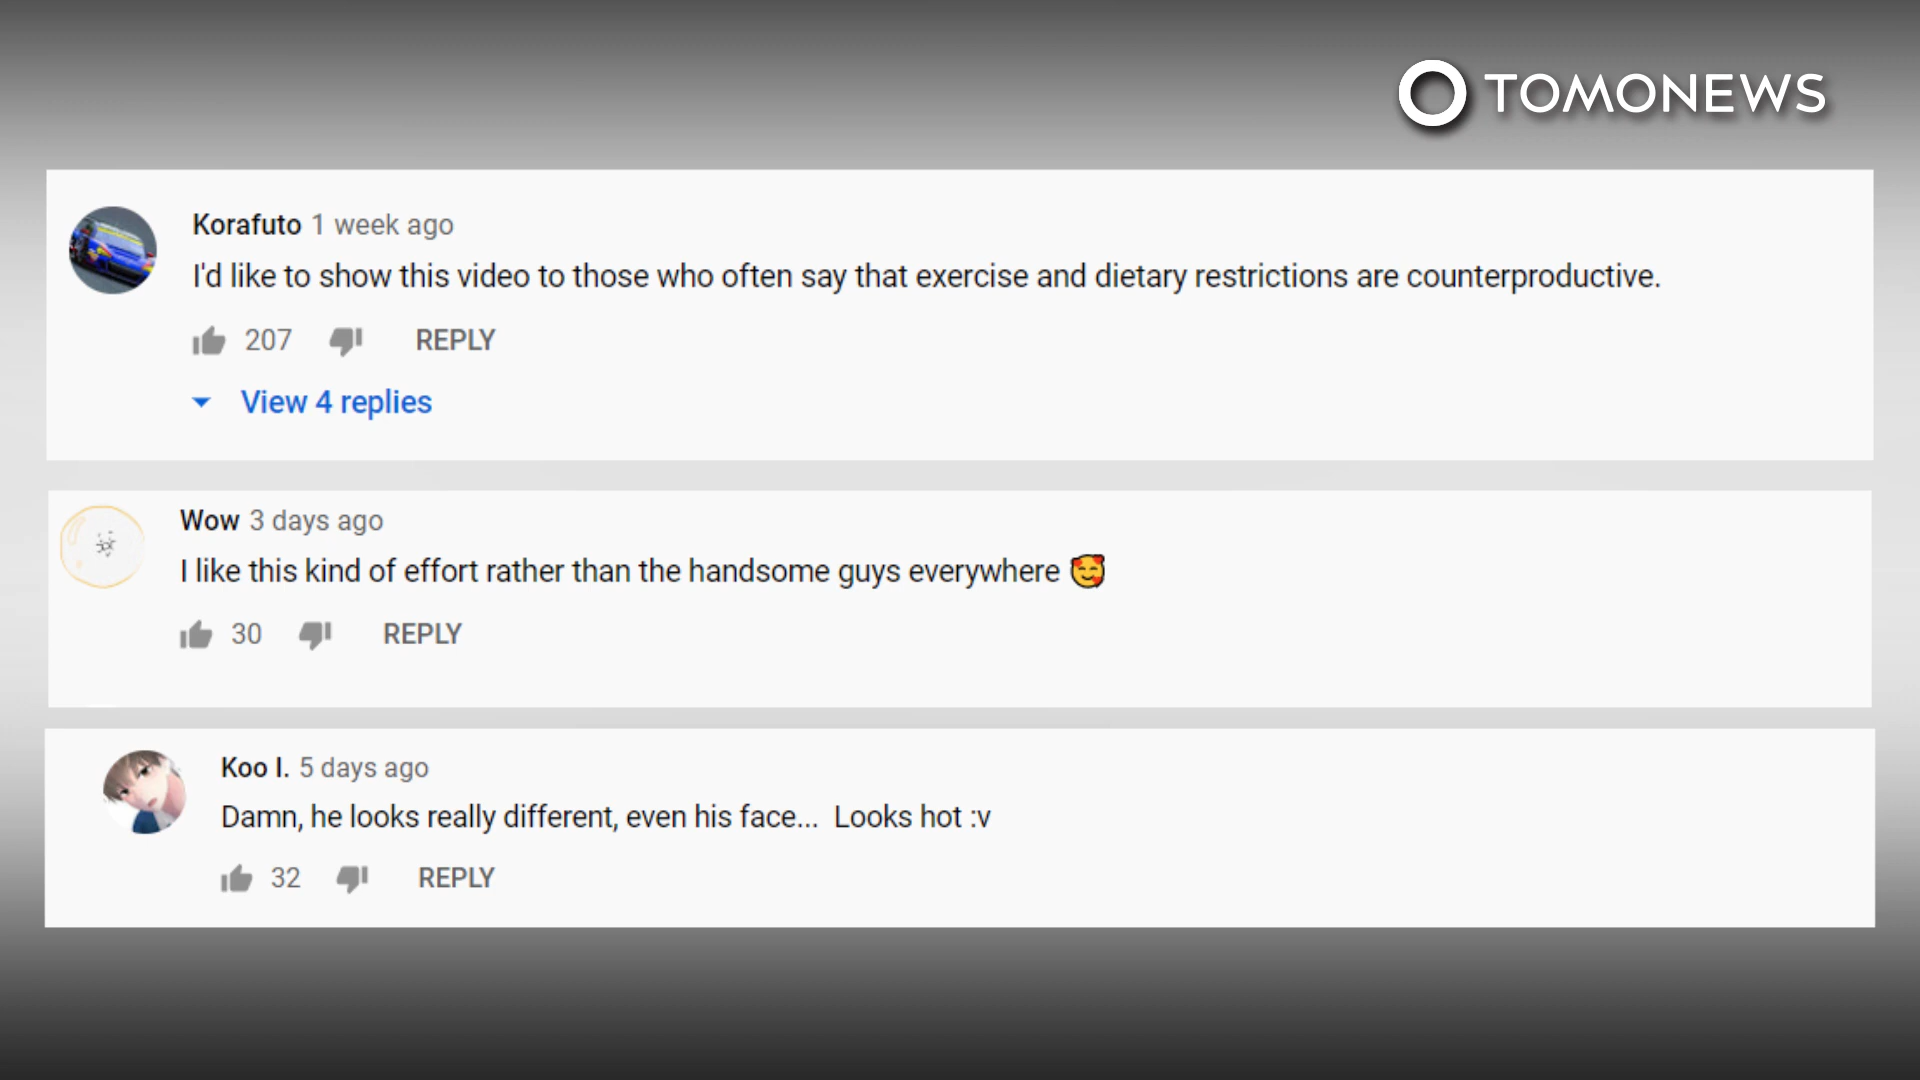 TOMONEWS
Korafuto 1 week ago
I'd like to show this video to those who often say that exercise and dietary restrictions are counterproductive.
207 REPLY
View 4 replies
Wow 3 days ago
I like this kind of effort rather than the handsome guys everywhere 🥰
30 REPLY
Koo I. 5 days ago
Damn, he looks really different, even his face... Looks hot :v
32 REPLY